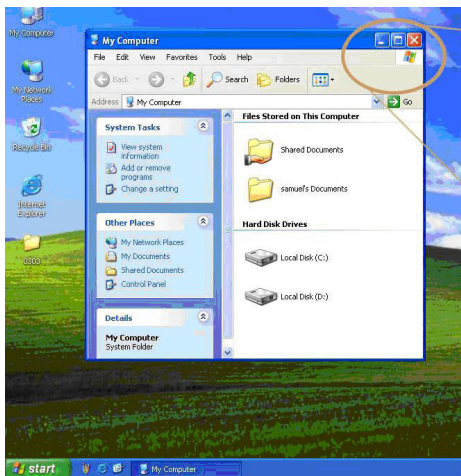 My Computer
My Network
Places
Recycle Bin
Internet
Explorer
0303
My Computer
File Edit View Favorites Tools Help
Back Search Folders
Address My Computer Go
System Tasks
View system
information
Add or remove
programs
Change a setting
Other Places
My Network Places
My Documents
Shared Documents
Control Panel
Details
My Computer
System Folder
Files Stored on This Computer
Shared Documents
samuel's Documents
Hard Disk Drives
Local Disk (C:)
Local Disk (D:)
start My Computer